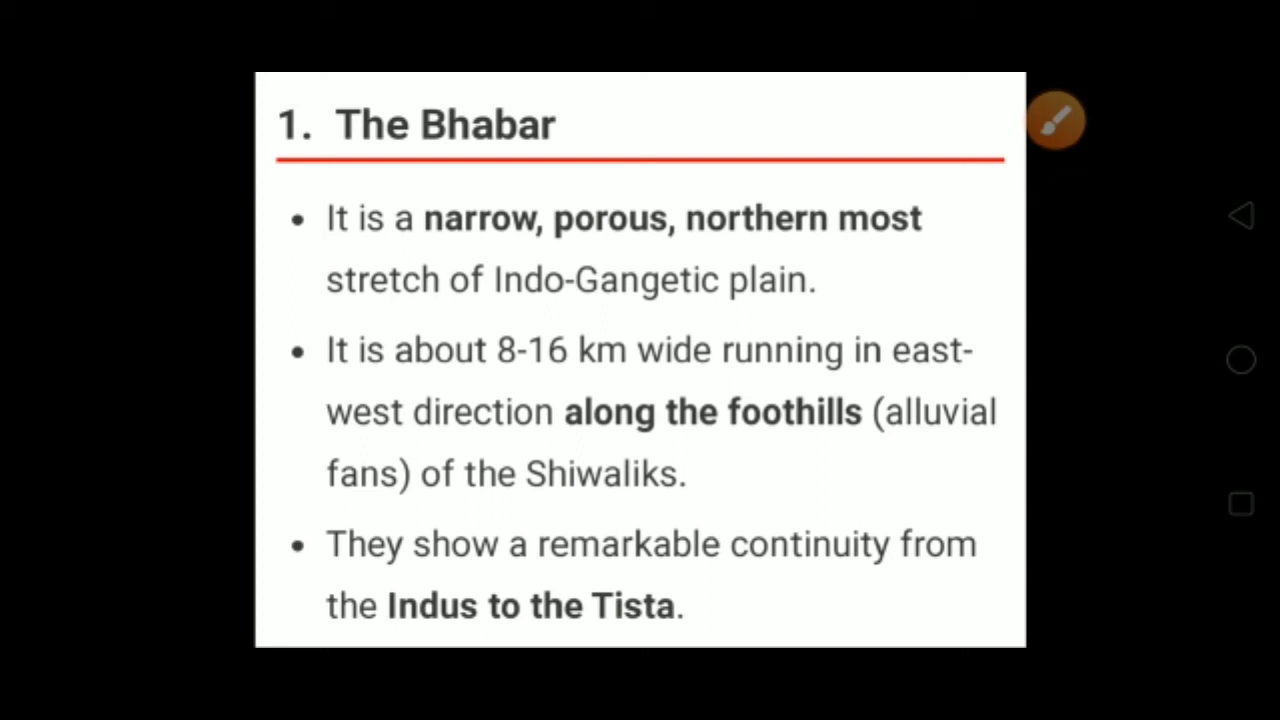 1. The Bhabar
• It is a narrow, porous, northern most
stretch of Indo-Gangetic plain.
• It is about 8-16 km wide running in east-
west direction along the foothills (alluvial
fans) of the Shiwaliks.
• They show a remarkable continuity from
the Indus to the Tista.